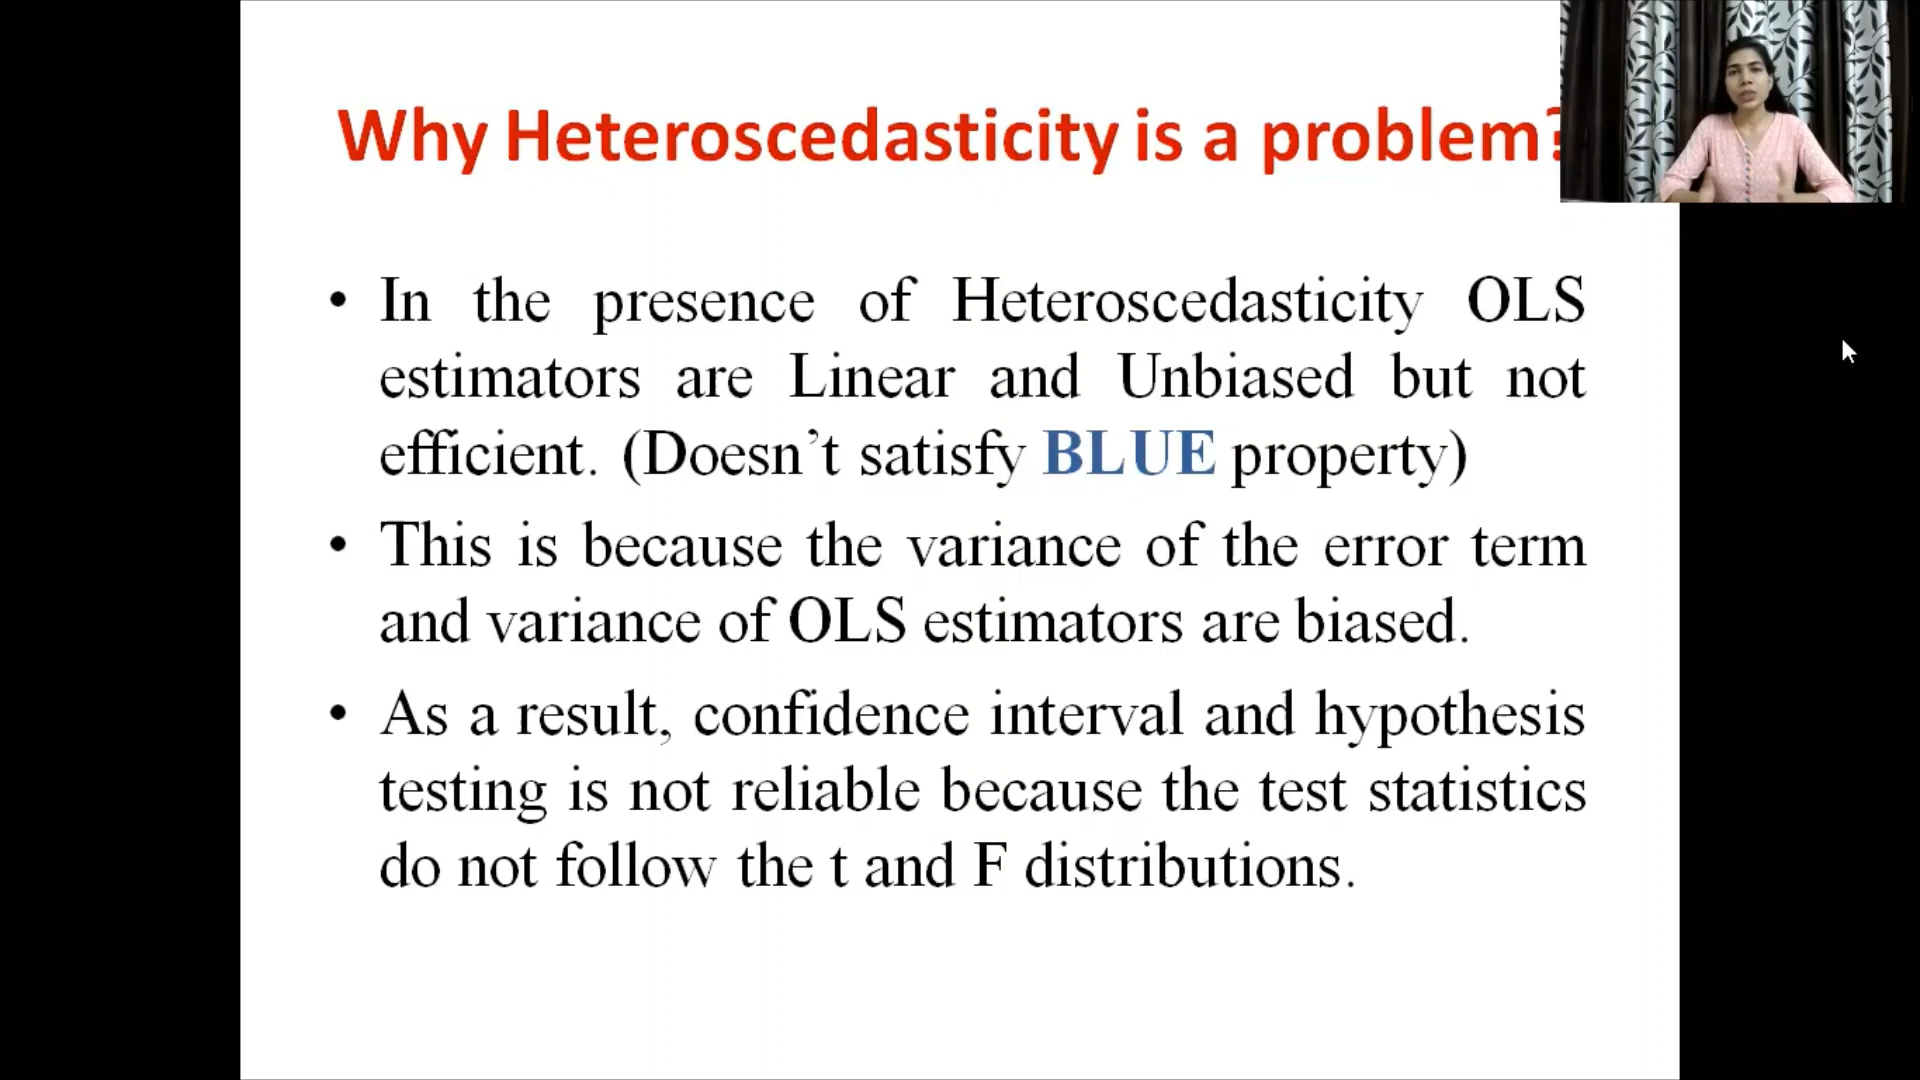 Why Heteroscedasticity is a problem?
• In the presence of Heteroscedasticity OLS
estimators are Linear and Unbiased but not
efficient. (Doesn’t satisfy BLUE property)
• This is because the variance of the error term
and variance of OLS estimators are biased.
• As a result, confidence interval and hypothesis
testing is not reliable because the test statistics
do not follow the t and F distributions.